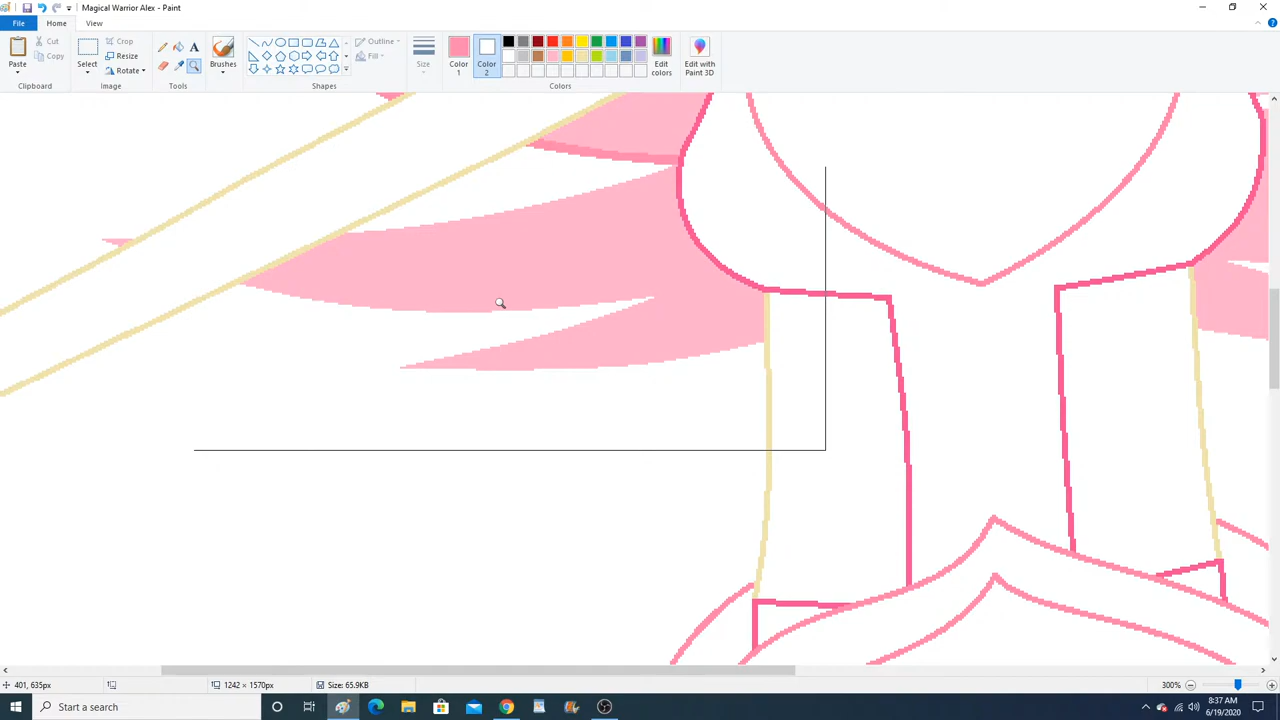 Magical Warrior Alex - Paint
File Home View
Paste
Cut
Copy
Clipboard
Select
Crop
Resize
Rotate
Image
A
Tools
Brushes
Outline
Fill
Shapes
Size
Color 1
Color 2
Colors
Edit colors
Edit with Paint 3D
401, 635px
1242 × 1570px
Size: 65.9KB
300%
Search
8:37 AM
6/19/2020